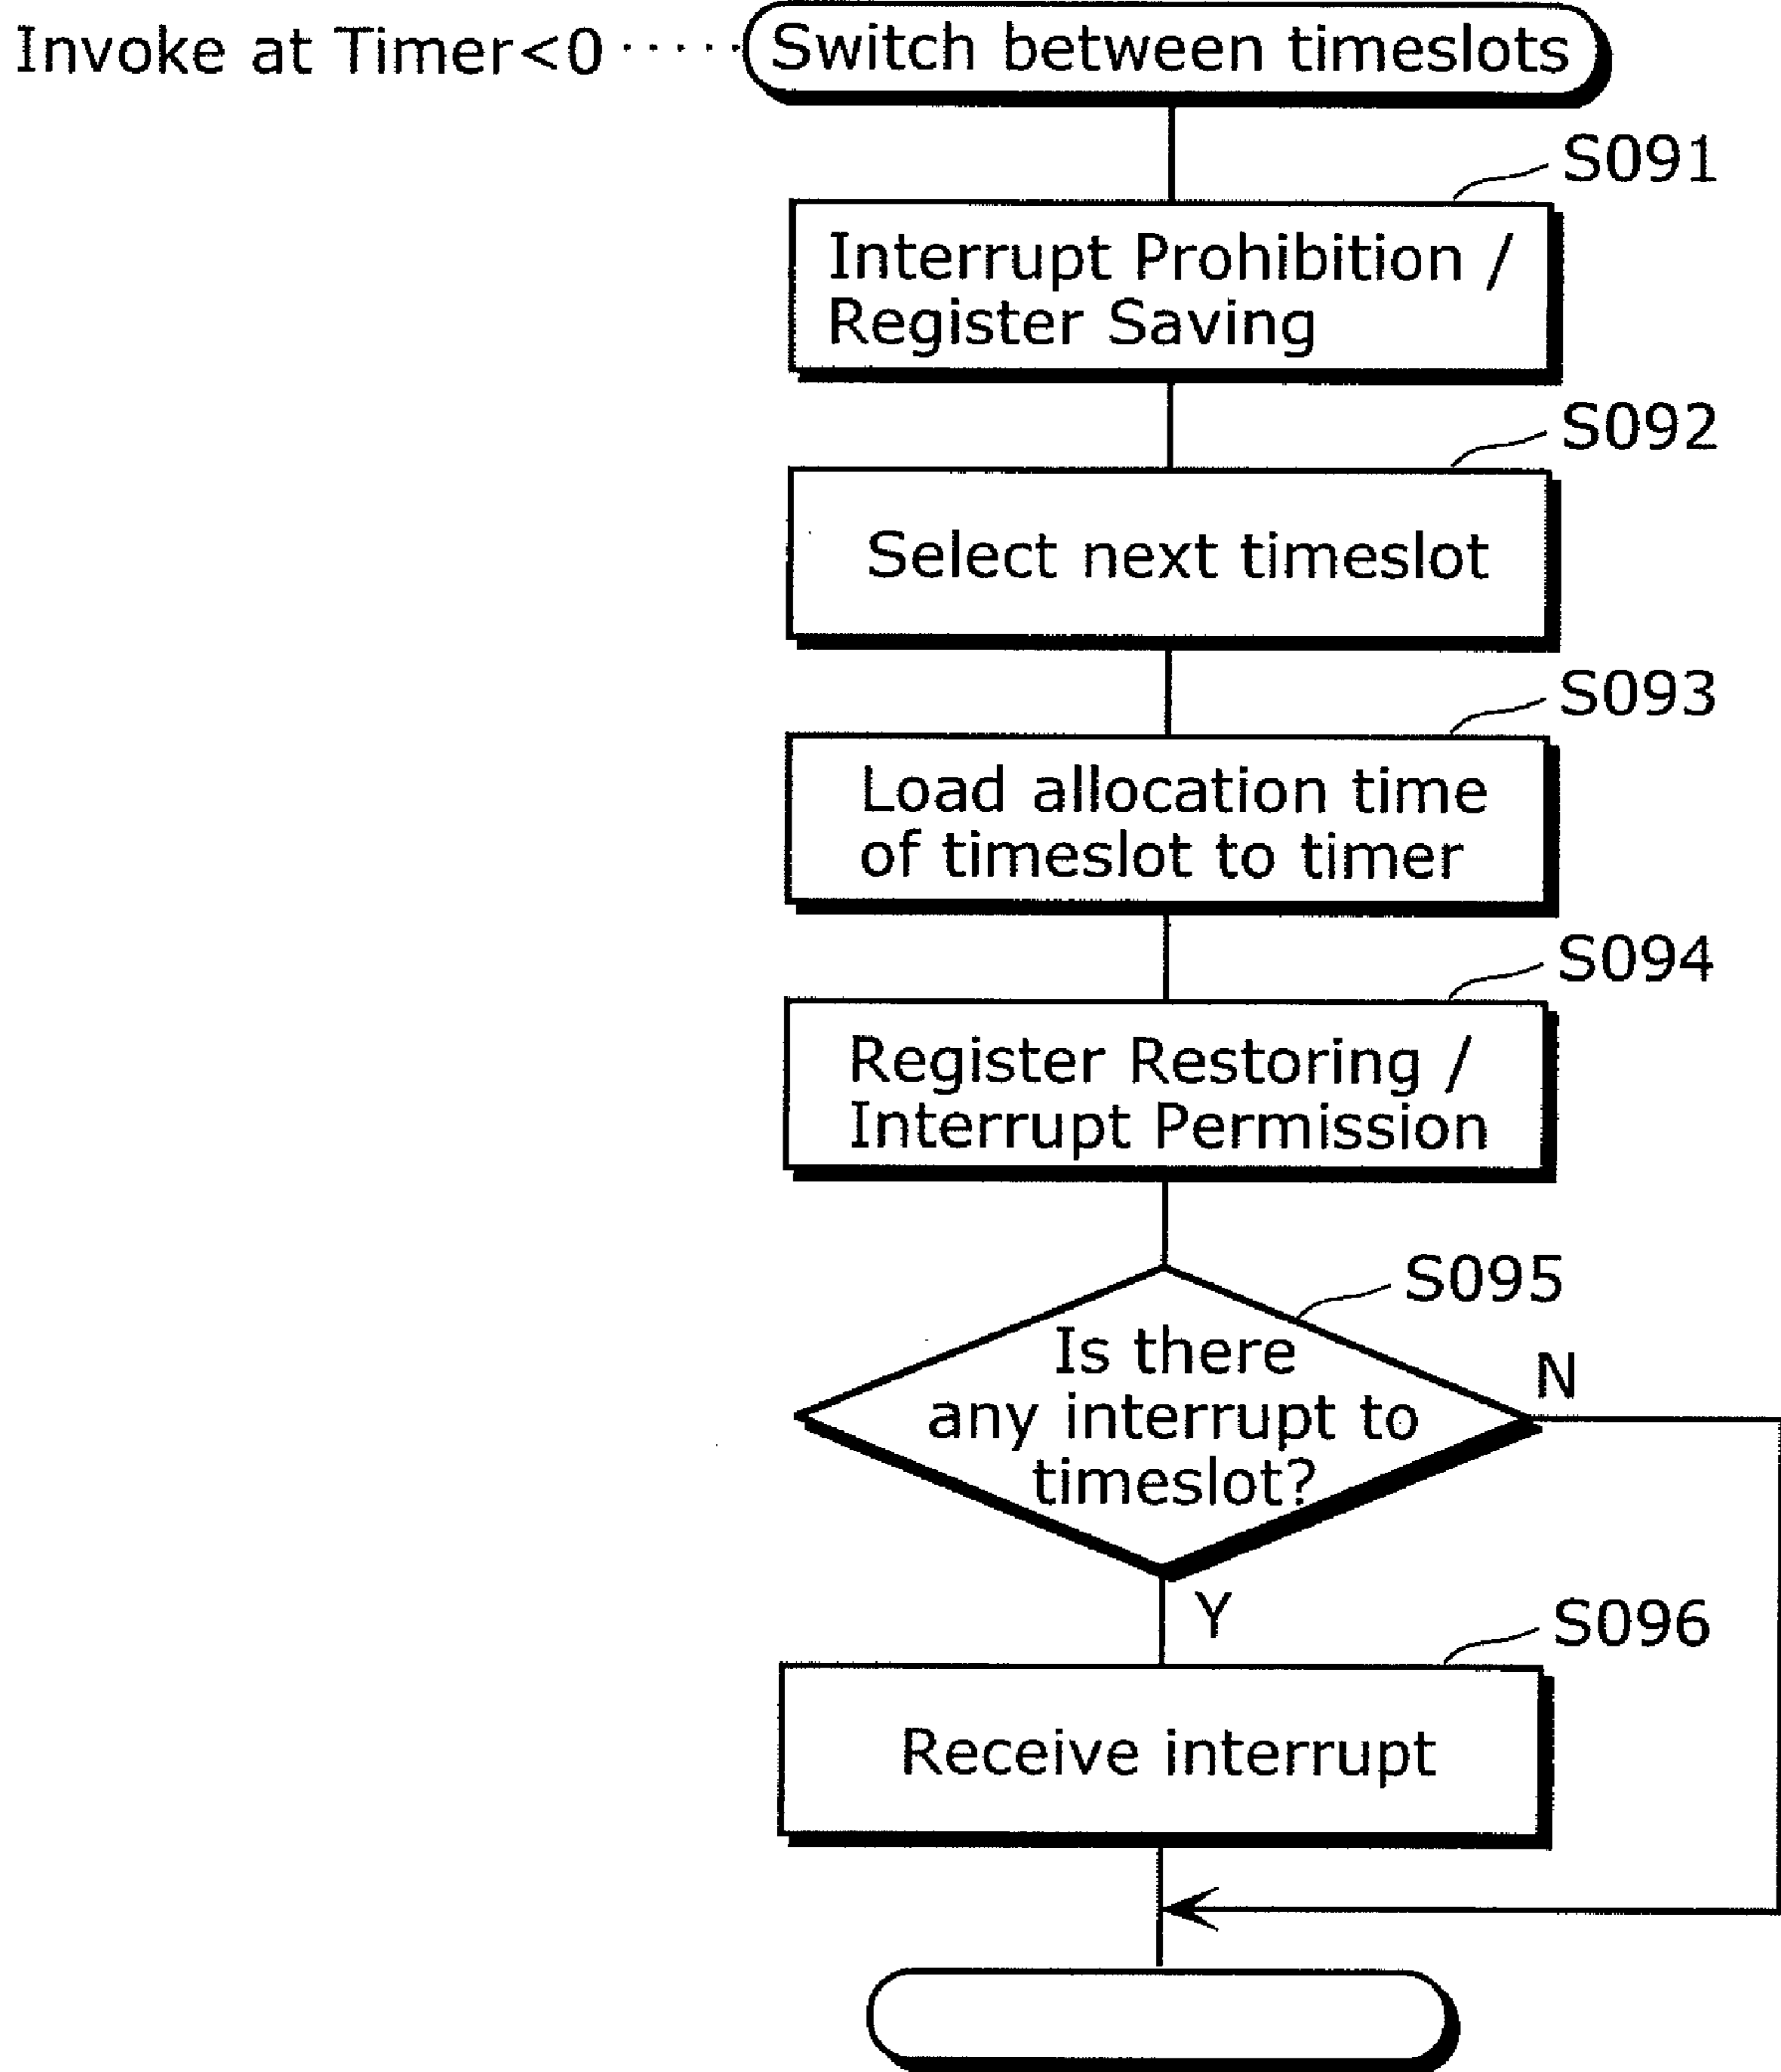 Invoke at Timer<0 ····· Switch between timeslots
S091
Interrupt Prohibition /
Register Saving
S092
Select next timeslot
S093
Load allocation time
of timeslot to timer
S094
Register Restoring /
Interrupt Permission
S095
Is there
any interrupt to
timeslot?
N
Y
S096
Receive interrupt